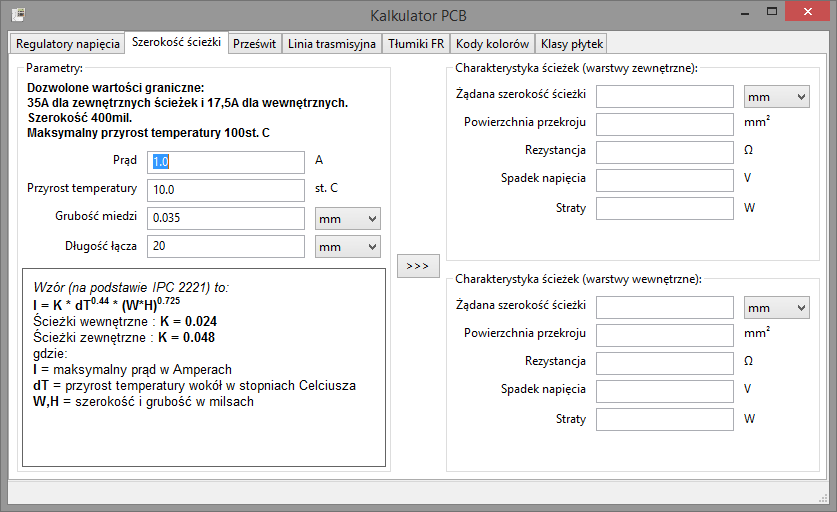 Kalkulator PCB
Regulatory napięcia
Szerokość ścieżki
Prześwit
Linia trasmisyjna
Tłumiki FR
Kody kolorów
Klasy płytek
Parametry:
Dozwolone wartości graniczne:
35A dla zewnętrznych ścieżek i 17,5A dla wewnętrznych.
Szerokość 400mil.
Maksymalny przyrost temperatury 100st. C
Prąd 1.0 A
Przyrost temperatury 10.0 st. C
Grubość miedzi 0.035 mm
Długość łącza 20 mm
Wzór (na podstawie IPC 2221) to:
I = K * dT^0.44 * (W*H)^0.725
Ścieżki wewnętrzne : K = 0.024
Ścieżki zewnętrzne : K = 0.048
gdzie:
I = maksymalny prąd w Amperach
dT = przyrost temperatury wokół w stopniach Celciusza
W,H = szerokość i grubość w milsach
>>>
Charakterystyka ścieżek (warstwy zewnętrzne):
Żądana szerokość ścieżki mm
Powierzchnia przekroju mm²
Rezystancja Ω
Spadek napięcia V
Straty W
Charakterystyka ścieżek (warstwy wewnętrzne):
Żądana szerokość ścieżki mm
Powierzchnia przekroju mm²
Rezystancja Ω
Spadek napięcia V
Straty W